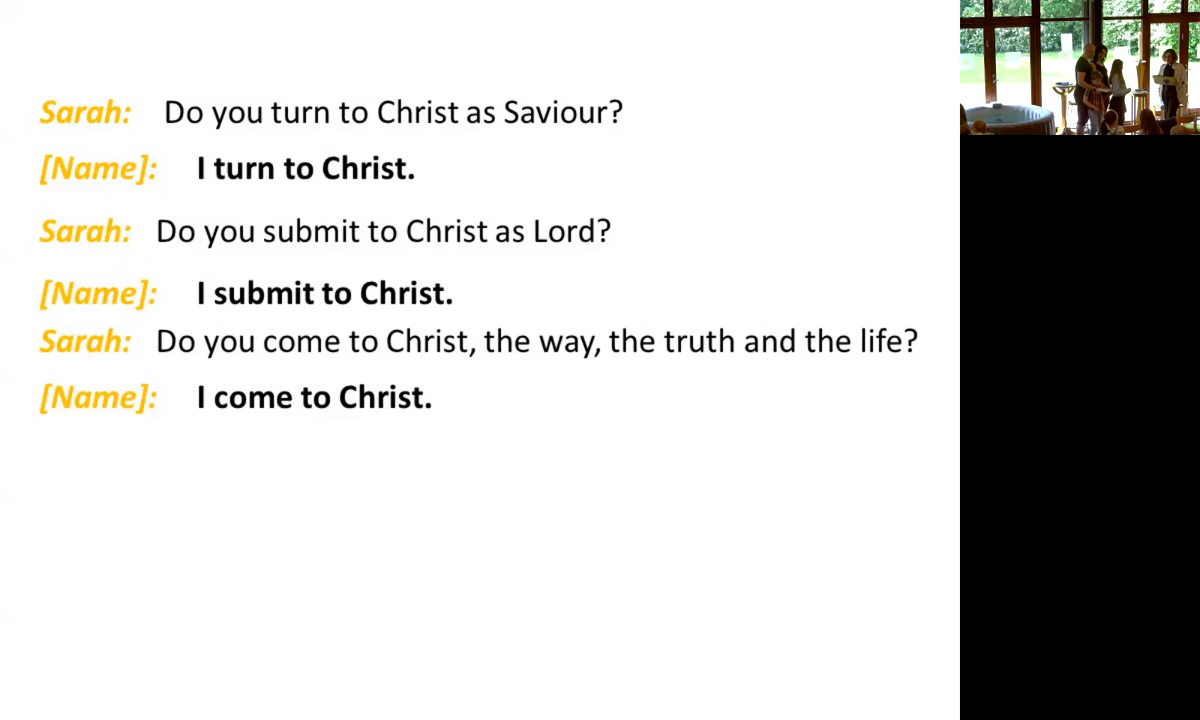 Sarah: Do you turn to Christ as Saviour?
[Name]: I turn to Christ.
Sarah: Do you submit to Christ as Lord?
[Name]: I submit to Christ.
Sarah: Do you come to Christ, the way, the truth and the life?
[Name]: I come to Christ.